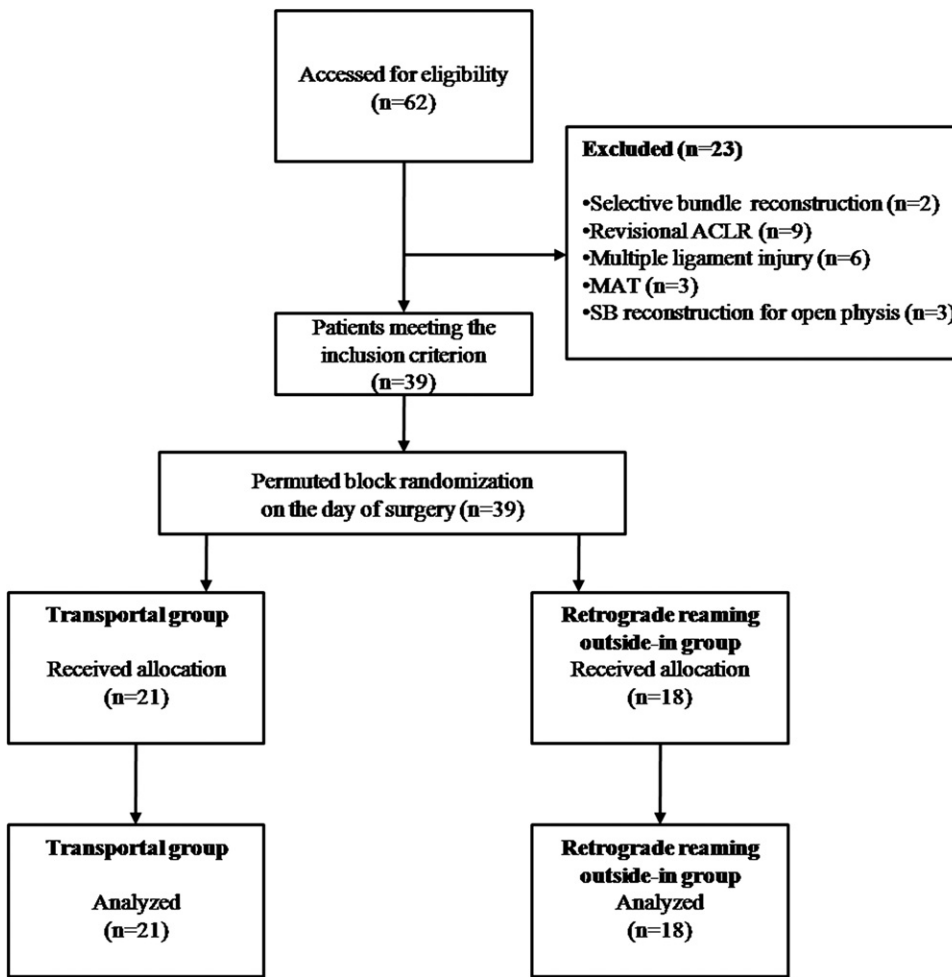 Accessed for eligibility
(n=62)
Excluded (n=23)
•Selective bundle reconstruction (n=2)
•Revisional ACLR (n=9)
•Multiple ligament injury (n=6)
•MAT (n=3)
•SB reconstruction for open physis (n=3)
Patients meeting the
inclusion criterion
(n=39)
Permuted block randomization
on the day of surgery (n=39)
Transportal group
Received allocation
(n=21)
Retrograde reaming
outside-in group
Received allocation
(n=18)
Transportal group
Analyzed
(n=21)
Retrograde reaming
outside-in group
Analyzed
(n=18)